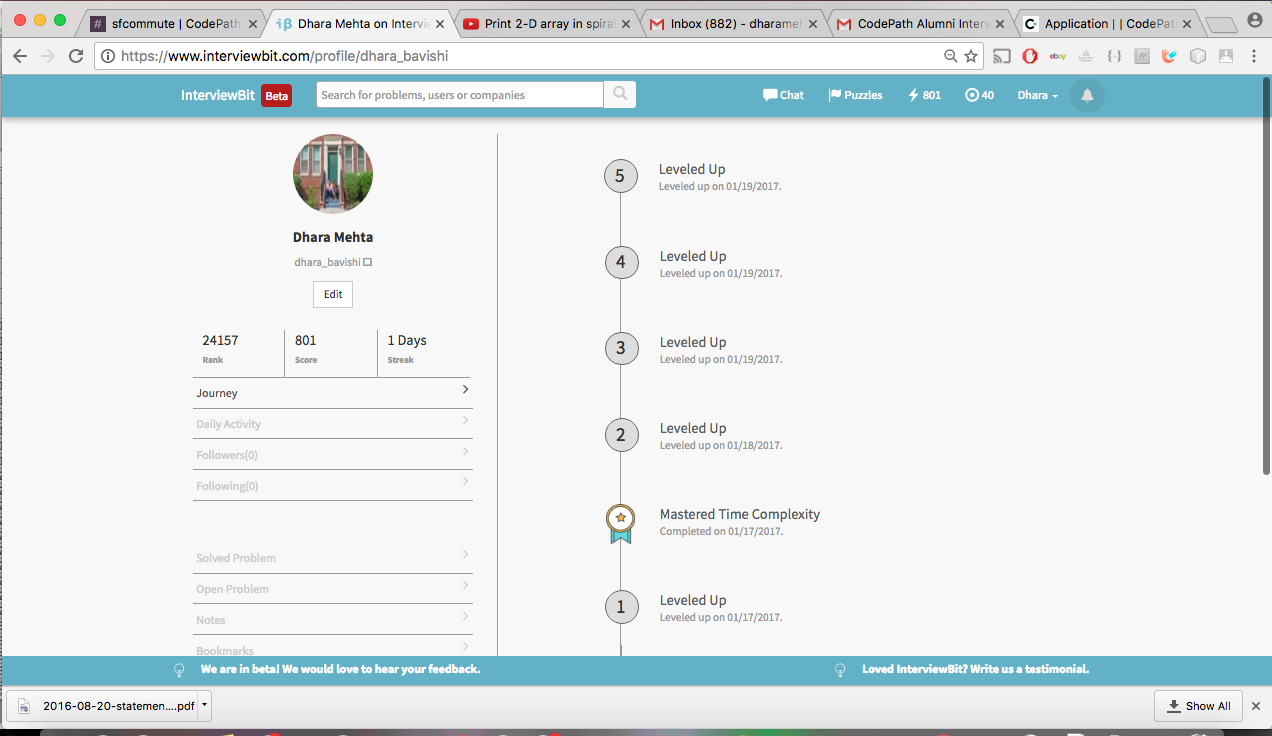 # sfcommute | CodePath
iβ Dhara Mehta on Intervie
Print 2-D array in spiral
Inbox (882) - dharameh
CodePath Alumni Interv
Application | | CodePath
https://www.interviewbit.com/profile/dhara_bavishi
ebay
InterviewBit Beta
Search for problems, users or companies
Chat
Puzzles
801
40
Dhara
Dhara Mehta
dhara_bavishi
Edit
24157 801 1 Days
Rank Score Streak
Journey
Daily Activity
Followers(0)
Following(0)
Solved Problem
Open Problem
Notes
Bookmarks
5 Leveled Up
Leveled up on 01/19/2017.
4 Leveled Up
Leveled up on 01/19/2017.
3 Leveled Up
Leveled up on 01/19/2017.
2 Leveled Up
Leveled up on 01/18/2017.
Mastered Time Complexity
Completed on 01/17/2017.
1 Leveled Up
Leveled up on 01/17/2017.
We are in beta! We would love to hear your feedback.
Loved InterviewBit? Write us a testimonial.
2016-08-20-statemen....pdf
Show All